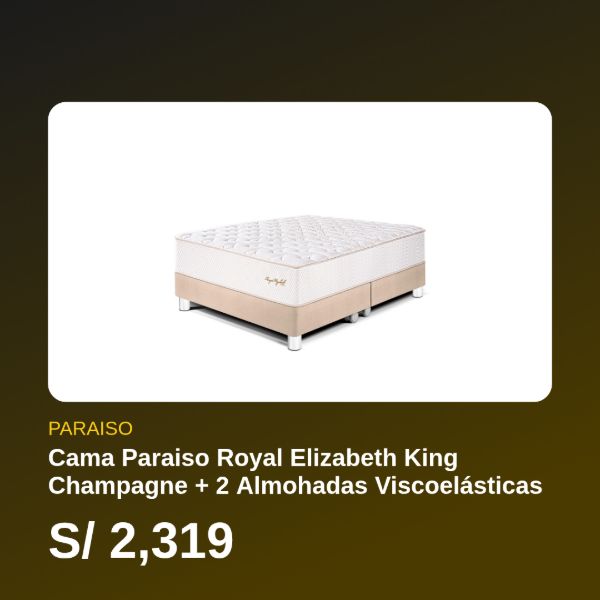 PARAISO
Cama Paraiso Royal Elizabeth King
Champagne + 2 Almohadas Viscoelásticas
S/ 2,319